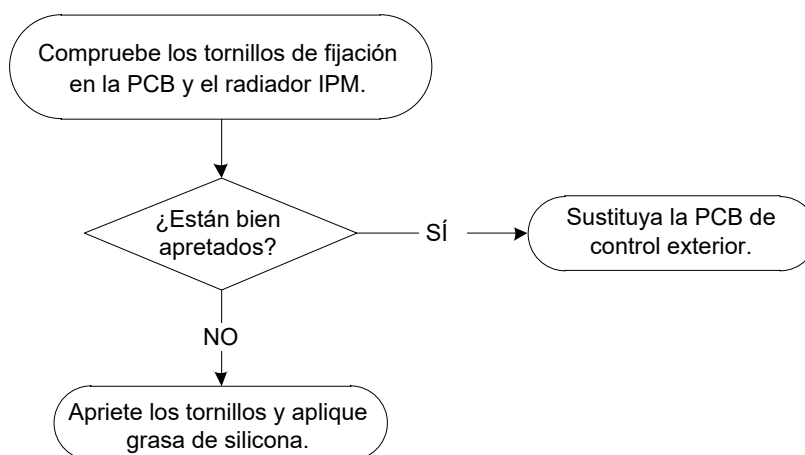 Compruebe los tornillos de fijación
en la PCB y el radiador IPM.
¿Están bien
apretados?
SÍ
Sustituya la PCB de
control exterior.
NO
Apriete los tornillos y aplique
grasa de silicona.